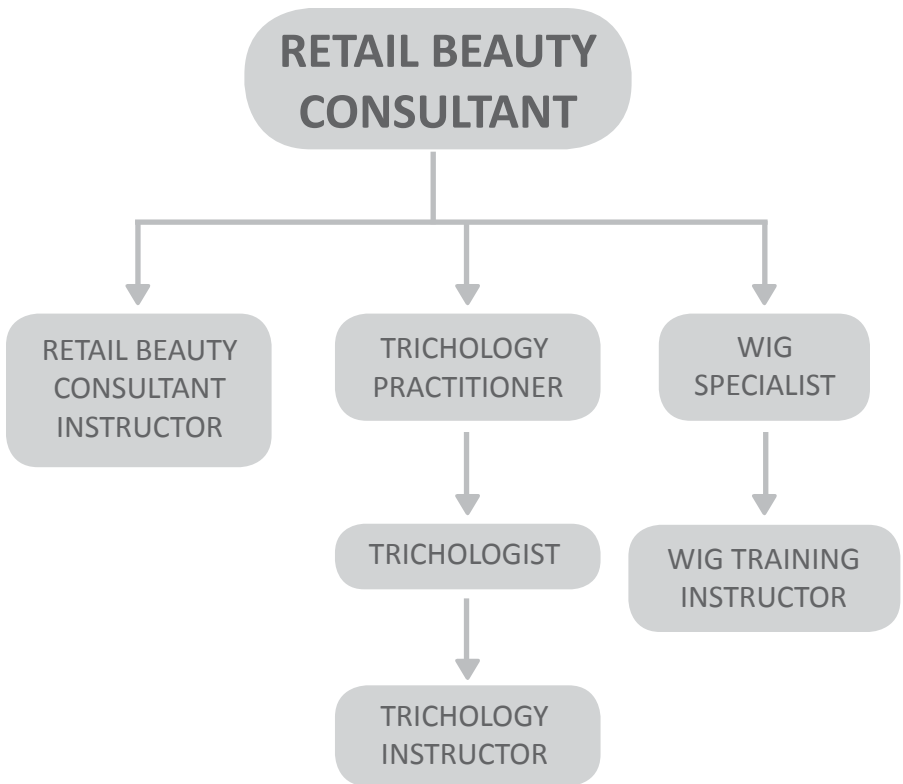 RETAIL BEAUTY
CONSULTANT
RETAIL BEAUTY
CONSULTANT
INSTRUCTOR
TRICHOLOGY
PRACTITIONER
WIG
SPECIALIST
TRICHOLOGIST
WIG TRAINING
INSTRUCTOR
TRICHOLOGY
INSTRUCTOR